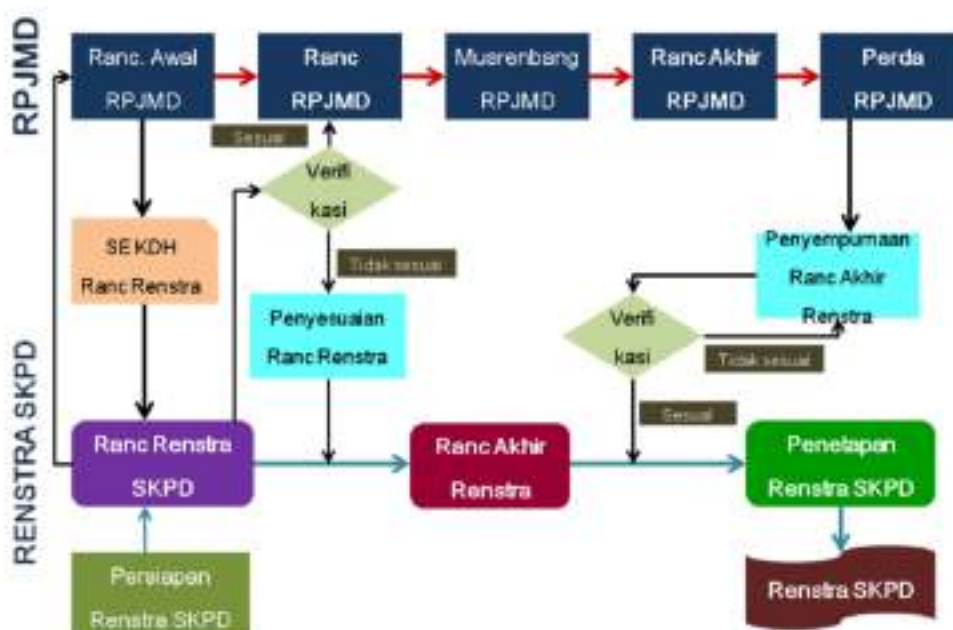 RPJMD
Ranc. Awal
RPJMD
Ranc
RPJMD
Musrenbang
RPJMD
Ranc Akhir
RPJMD
Perda
RPJMD
Sesuai
Verifi
kasi
SE KDH
Ranc Renstra
Tidak sesuai
Penyesuaian
Ranc Renstra
Penyempurnaan
Ranc Akhir
Renstra
Verifi
kasi
Tidak sesuai
Sesuai
RENSTRA SKPD
Ranc Renstra
SKPD
Ranc Akhir
Renstra
Penetapan
Renstra SKPD
Persiapan
Renstra SKPD
Renstra SKPD